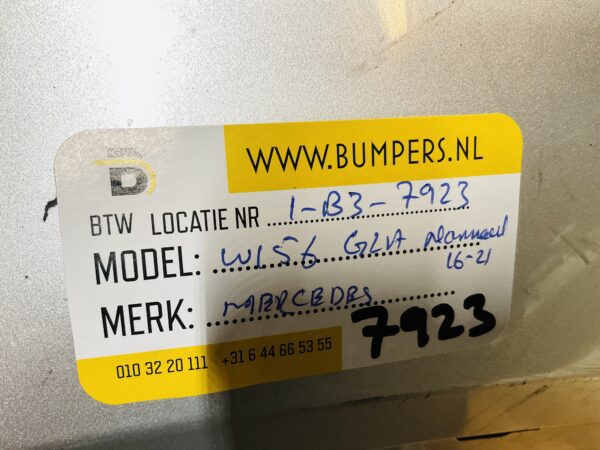 WWW.BUMPERS.NL
BTW LOCATIE NR 1-B3-7923
MODEL: W156 GLA
16-21
MERK: MERCEDES
7923
010 32 20 111 +31 6 44 66 53 55